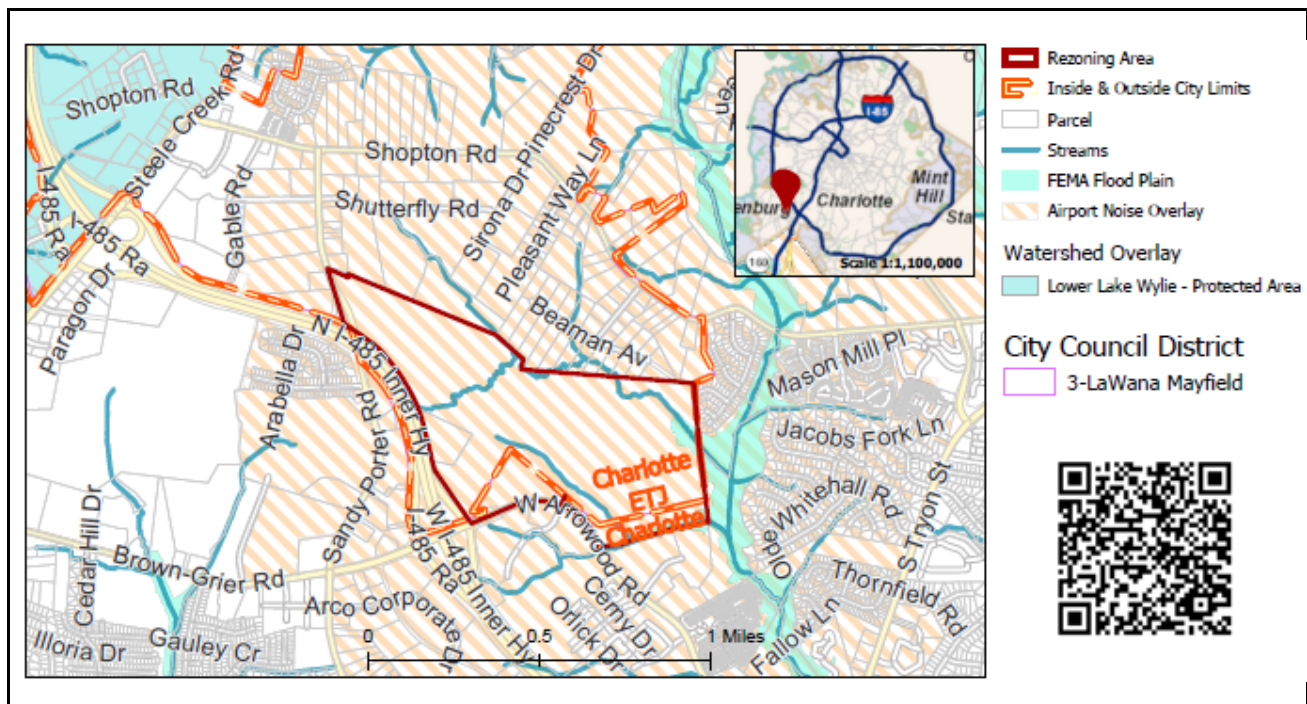 Shopton Rd
Steele Creek Rd
I-485 Ra
I-485 Ra
Gable Rd
Paragon Dr
Shopton Rd
Shutterfly Rd
Sirona Dr
Pinecrest Dr
Pleasant Way Ln
Beaman Av
een
N I-485 Inner Hy
Arabella Dr
Sandy Porter Rd
Mason Mill Pl
Jacobs Fork Ln
Olde Whitehall Rd
S Tryon St
Charlotte
ETJ
Charlotte
W Arrowood Rd
W I-485 Inner Hy
I-485 Ra
Cedar Hill Dr
Brown-Grier Rd
Arco Corporate Dr
Cerny Dr
Orlick Dr
Thornfield Rd
Fallow Ln
Illoria Dr
Gauley Cr
0 0.5 1 Miles
I-85
Mint
Hill
Charlotte
enburg
Sta
160
Scale 1:1,100,000
Rezoning Area
Inside & Outside City Limits
Parcel
Streams
FEMA Flood Plain
Airport Noise Overlay
Watershed Overlay
Lower Lake Wylie - Protected Area
City Council District
3-LaWana Mayfield